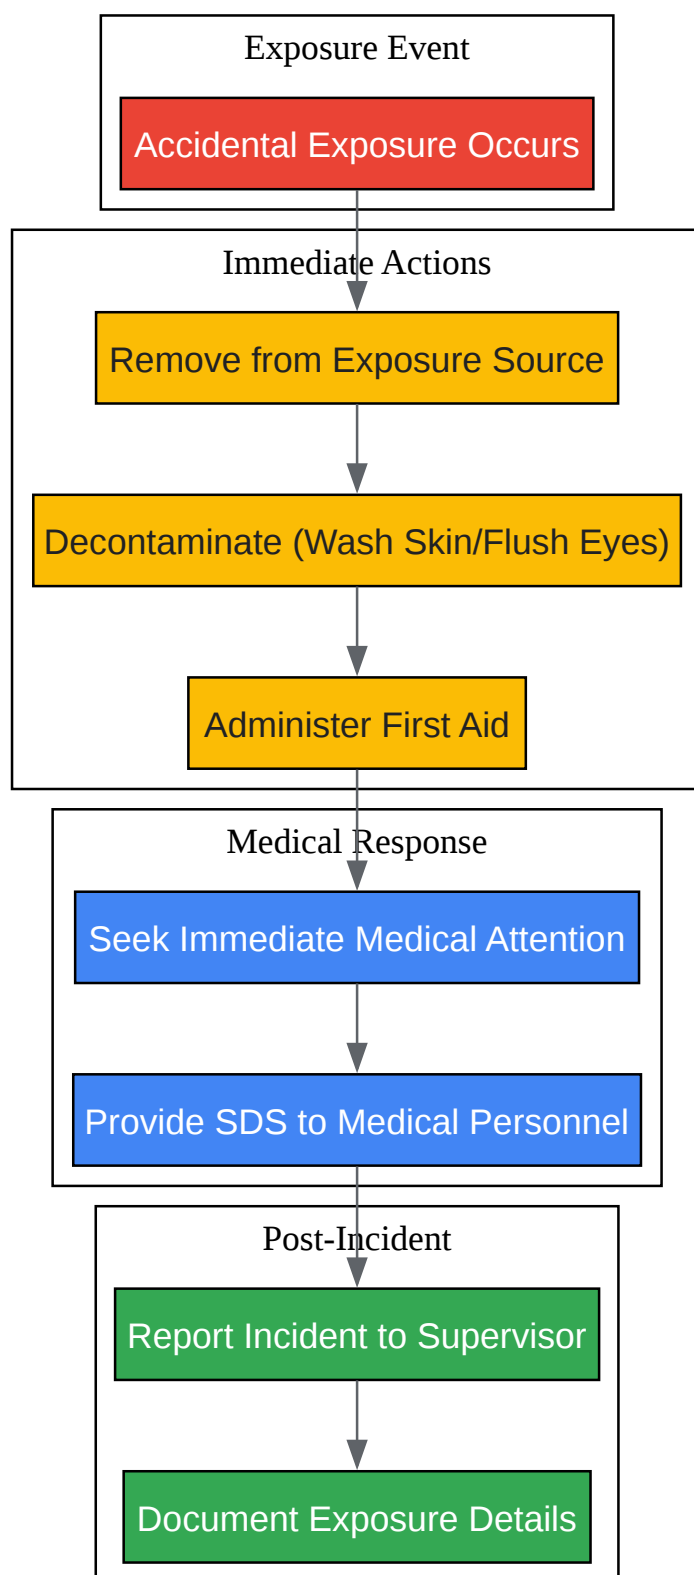 Exposure Event
Accidental Exposure Occurs
Immediate Actions
Remove from Exposure Source
Decontaminate (Wash Skin/Flush Eyes)
Administer First Aid
Medical Response
Seek Immediate Medical Attention
Provide SDS to Medical Personnel
Post-Incident
Report Incident to Supervisor
Document Exposure Details